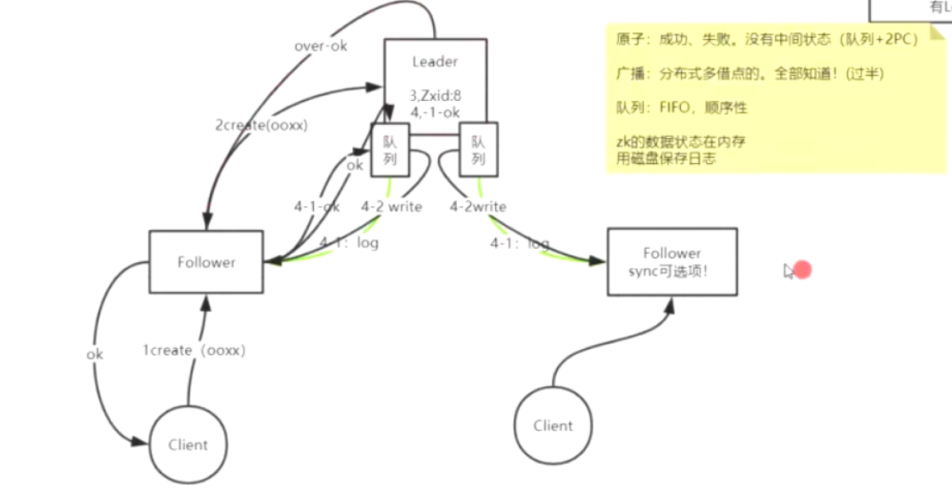 有L
原子：成功、失败。没有中间状态（队列+2PC）
广播：分布式多借点的。全部知道！(过半)
队列：FIFO，顺序性
zk的数据状态在内存
用磁盘保存日志
over-ok
Leader
3,Zxid:8
4,-1-ok
2create(ooxx)
队列
队列
ok
4-1-ok
4-2 write
4-2write
4-1：log
4-1：log
Follower
Follower
sync可选项！
ok
1create（ooxx）
Client
Client